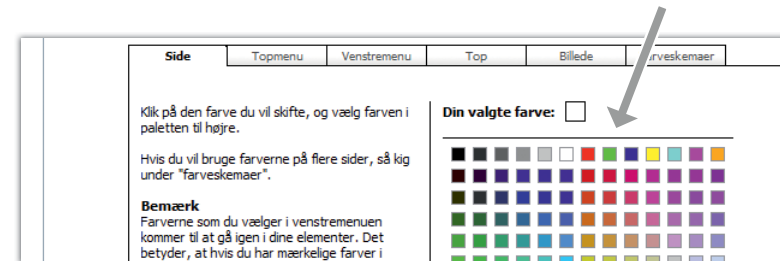 Side Topmenu Venstremenu Top Billede rveskemaer
Klik på den farve du vil skifte, og vælg farven i
paletten til højre.
Din valgte farve:
Hvis du vil bruge farverne på flere sider, så kig
under "farveskemaer".
Bemærk
Farverne som du vælger i venstremenuen
kommer til at gå igen i dine elementer. Det
betyder, at hvis du har mærkelige farver i